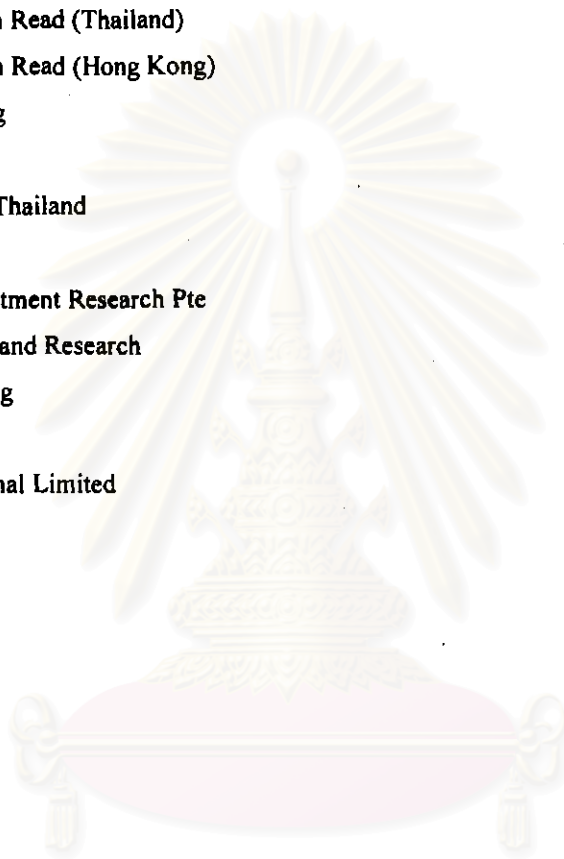 Read (Thailand)
Read (Hong Kong)
Thailand
tment Research Pte
and Research
nal Limited